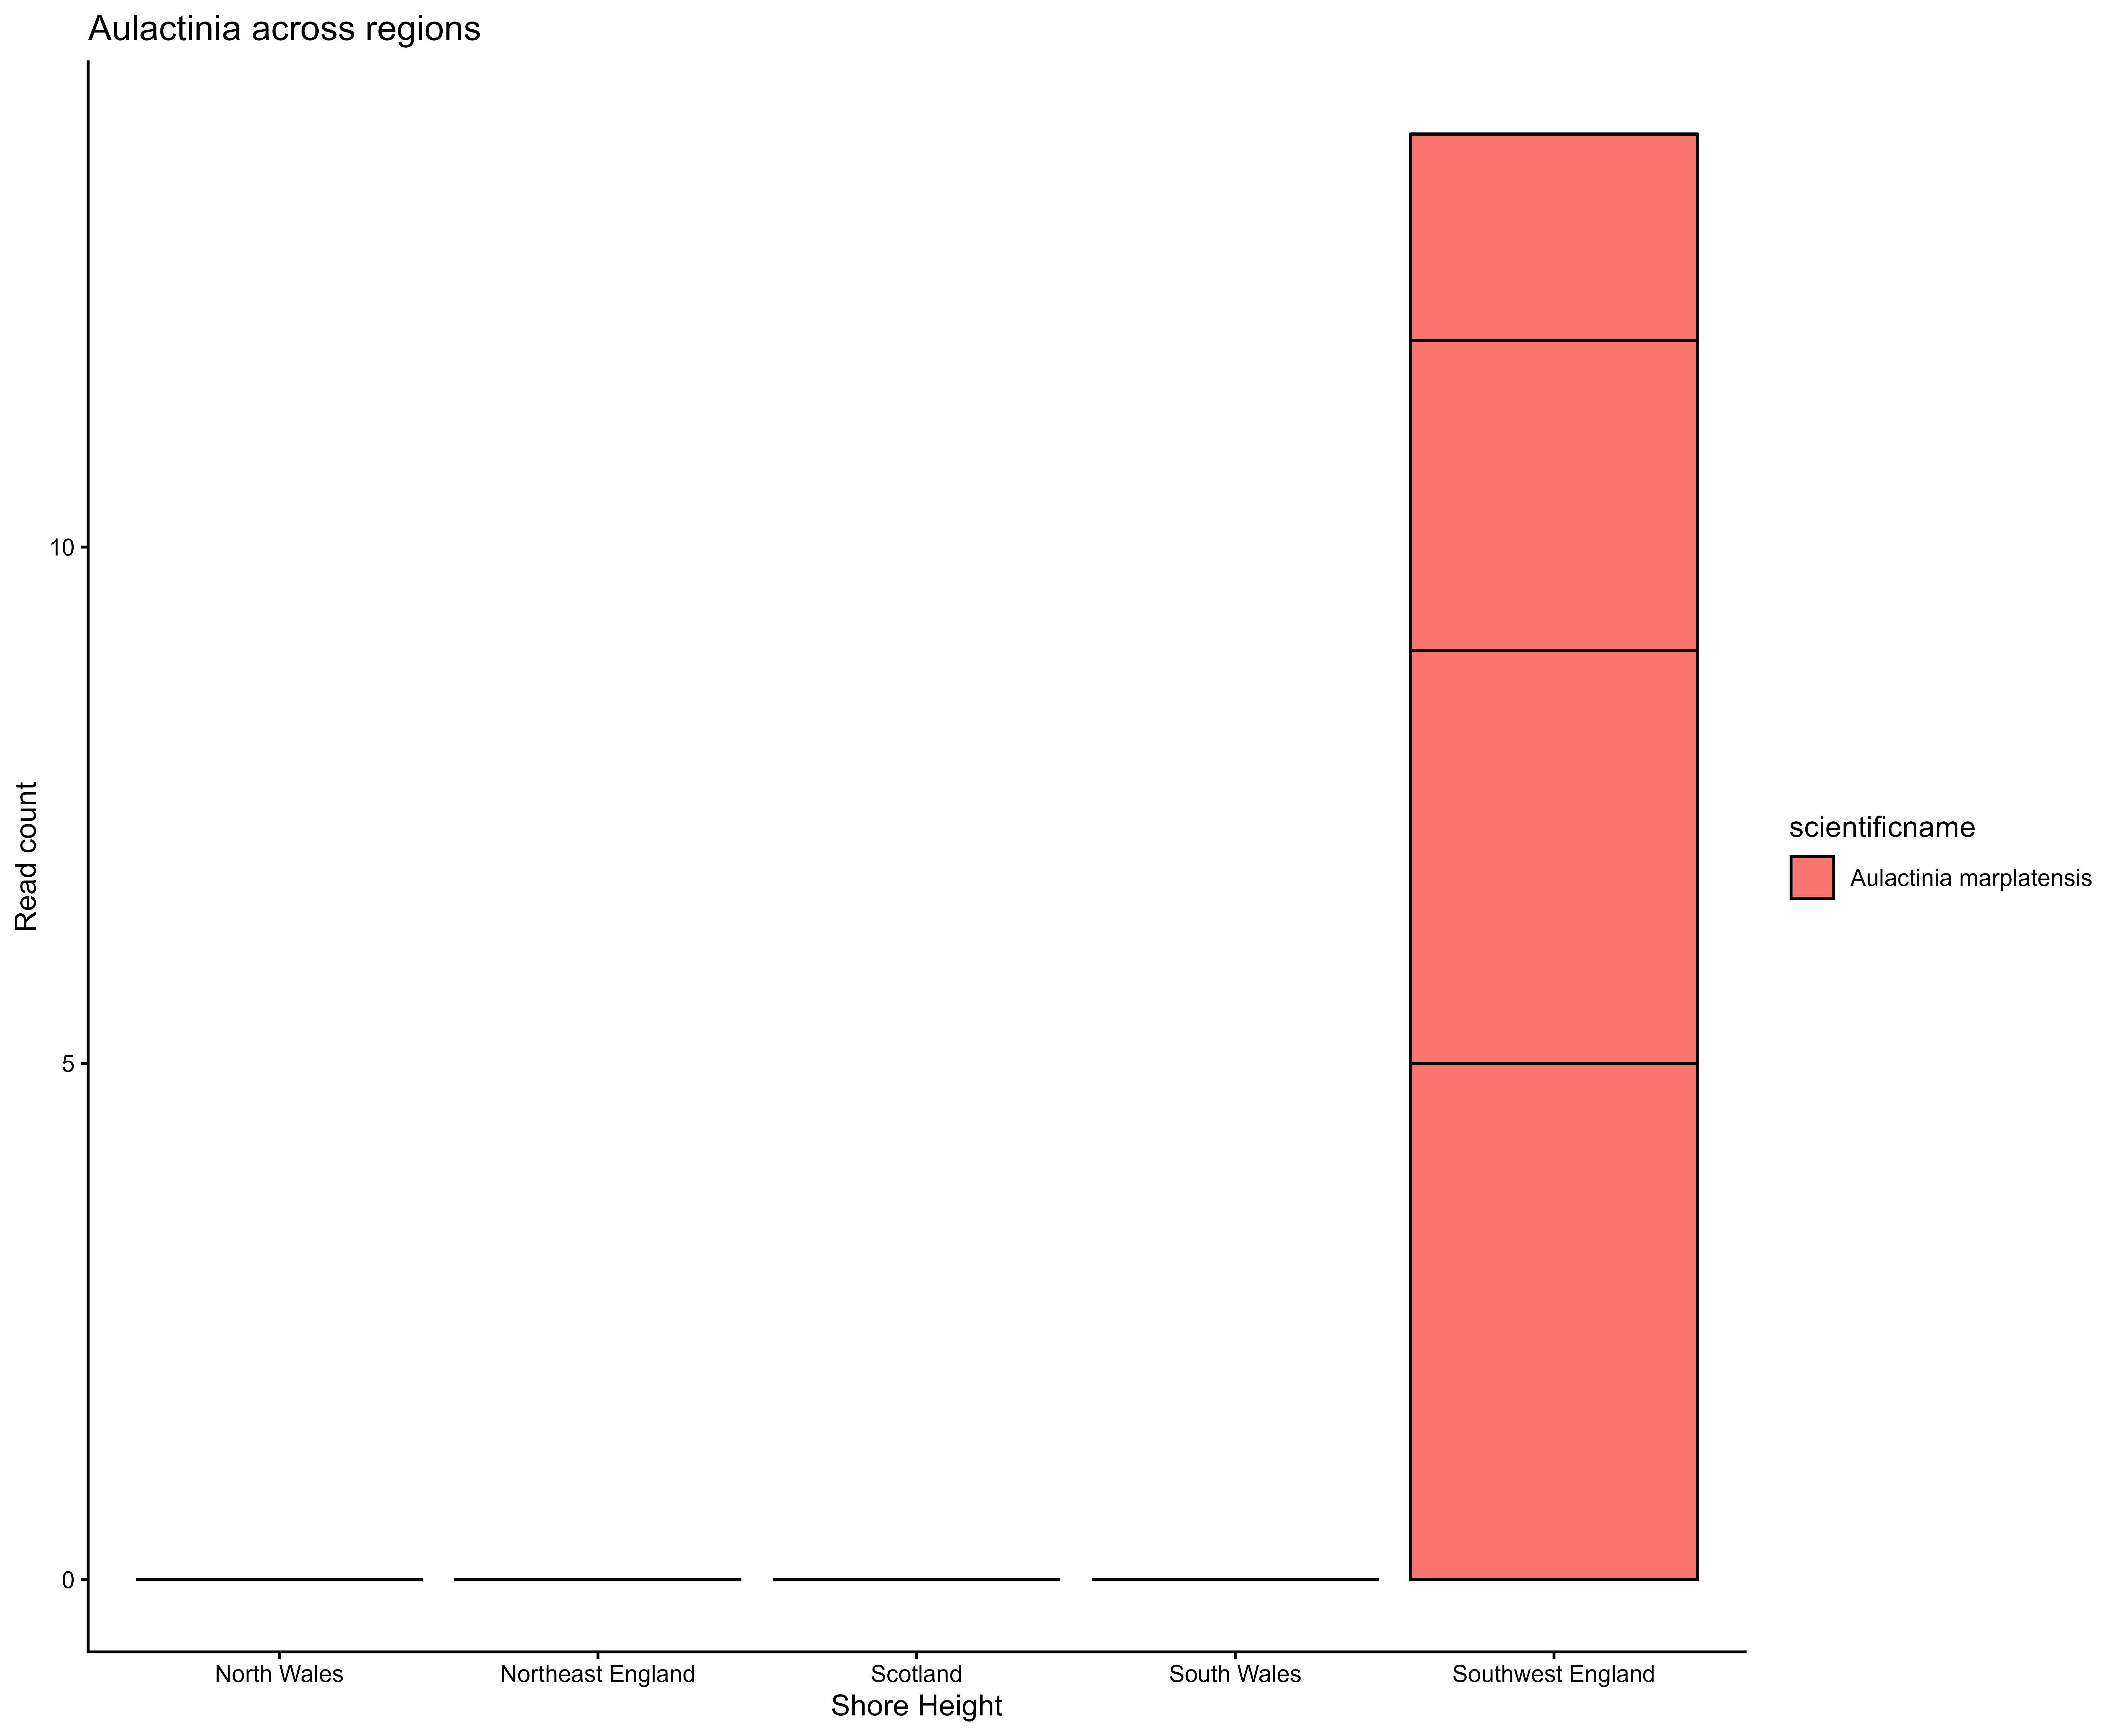 Aulactinia across regions
Read count
10
5
0
North Wales
Northeast England
Scotland
South Wales
Southwest England
Shore Height
scientificname
Aulactinia marplatensis